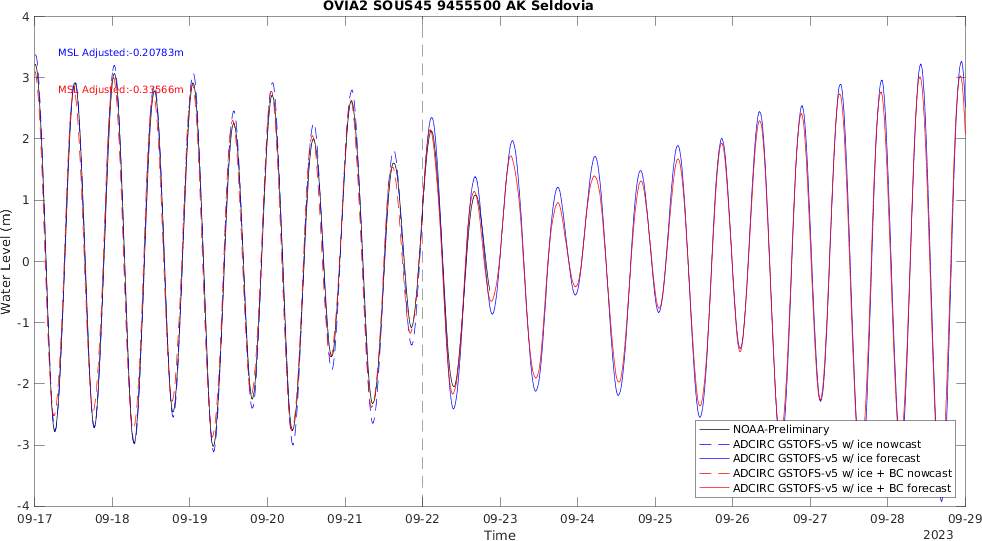 OVIA2 SOUS45 9455500 AK Seldovia
MSL Adjusted:-0.20783m
MSL Adjusted:-0.33566m
Water Level (m)
4
3
2
1
0
-1
-2
-3
-4
NOAA-Preliminary
ADCIRC GSTOFS-v5 w/ ice nowcast
ADCIRC GSTOFS-v5 w/ ice forecast
ADCIRC GSTOFS-v5 w/ ice + BC nowcast
ADCIRC GSTOFS-v5 w/ ice + BC forecast
09-17 09-18 09-19 09-20 09-21 09-22 09-23 09-24 09-25 09-26 09-27 09-28 09-29
Time
2023